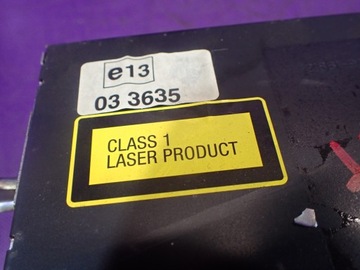 e13
03 3635
CLASS 1
LASER PRODUCT